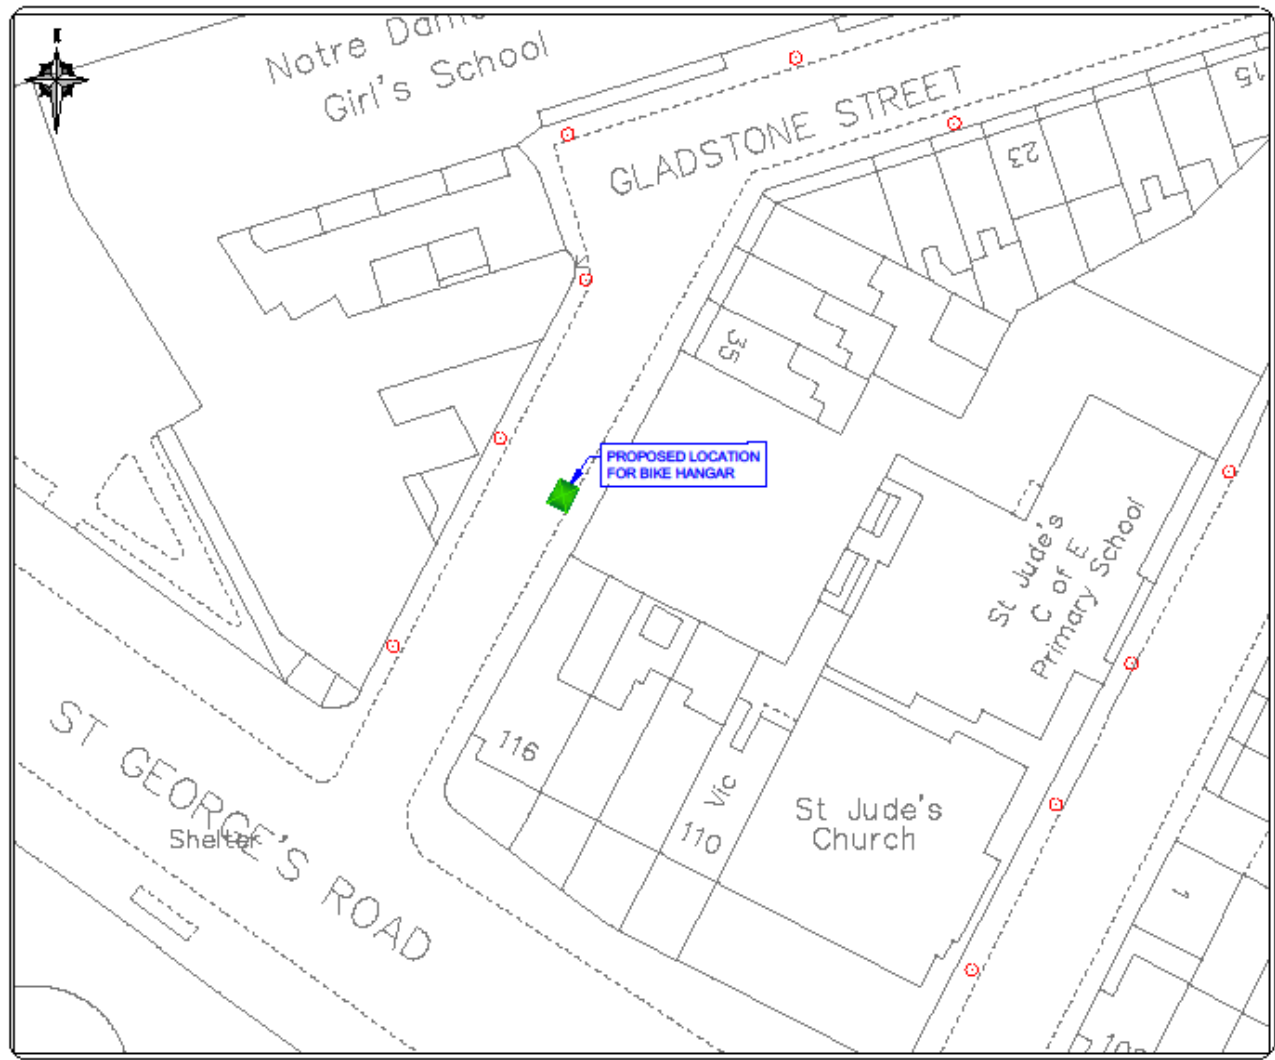 Notre Dame
Girl's School
GLADSTONE STREET
15
23
35
PROPOSED LOCATION
FOR BIKE HANGAR
St Jude's
C of E
Primary School
ST GEORGE'S ROAD
Shelter
116
Vic
110
St Jude's
Church
1